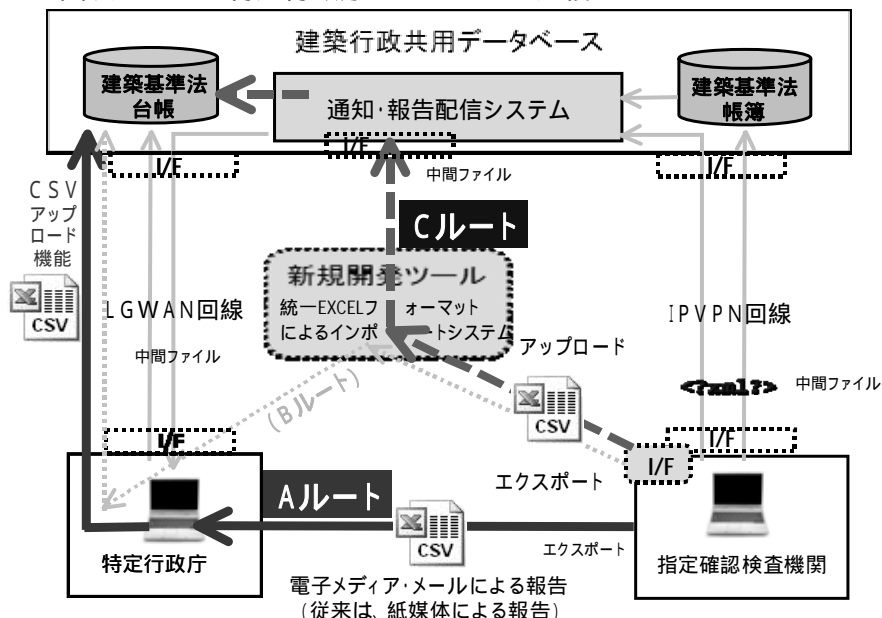 建築行政共用データベース
建築基準法
台帳
通知・報告配信システム
建築基準法
帳簿
I/F
I/F
I/F
中間ファイル
CSV
アップ
ロード
機能
CSV
Cルート
新規開発ツール
統一EXELフォーマット
によるインポートシステム
LGWAN回線
中間ファイル
IPVPN回線
アップロード
<?xml?>
中間ファイル
(Bルート)
CSV
I/F
I/F
I/F
エクスポート
Aルート
CSV
エクスポート
特定行政庁
指定確認検査機関
電子メディア・メールによる報告
(従来は、紙媒体による報告)